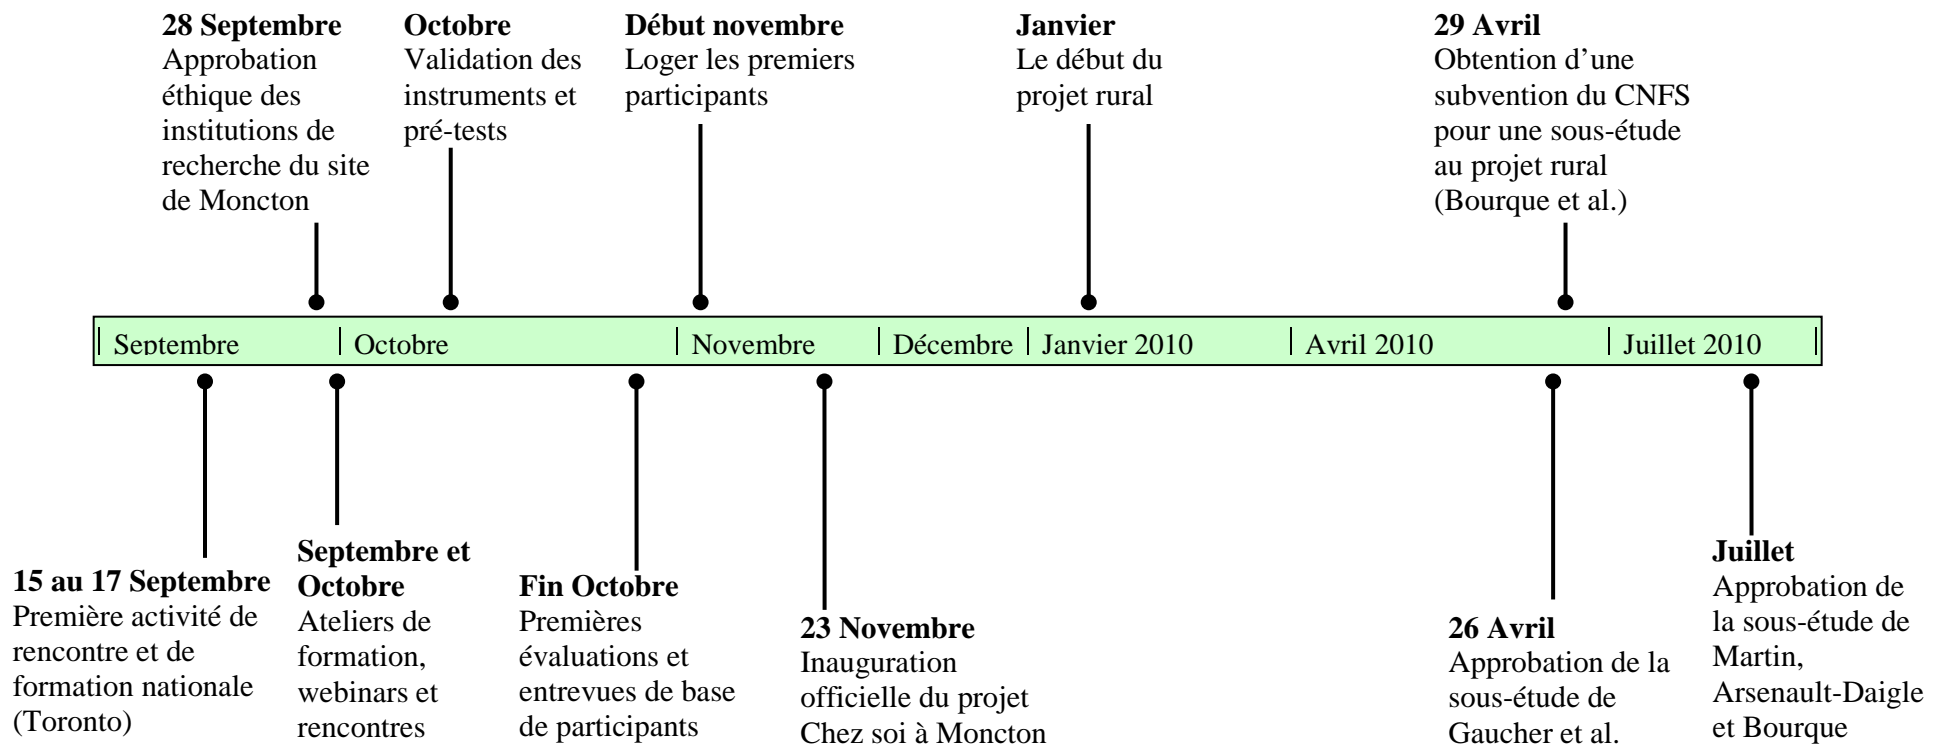 28 Septembre
Approbation
éthique des
institutions de
recherche du site
de Moncton
Octobre
Validation des
instruments et
pré-tests
Début novembre
Loger les premiers
participants
Janvier
Le début du
projet rural
29 Avril
Obtention d’une
subvention du CNFS
pour une sous-étude
au projet rural
(Bourque et al.)
Septembre
Octobre
Novembre
Décembre
Janvier 2010
Avril 2010
Juillet 2010
15 au 17 Septembre
Première activité de
rencontre et de
formation nationale
(Toronto)
Septembre et
Octobre
Ateliers de
formation,
webinars et
rencontres
Fin Octobre
Premières
évaluations et
entrevues de base
de participants
23 Novembre
Inauguration
officielle du projet
Chez soi à Moncton
26 Avril
Approbation de la
sous-étude de
Gaucher et al.
Juillet
Approbation de
la sous-étude de
Martin,
Arsenault-Daigle
et Bourque